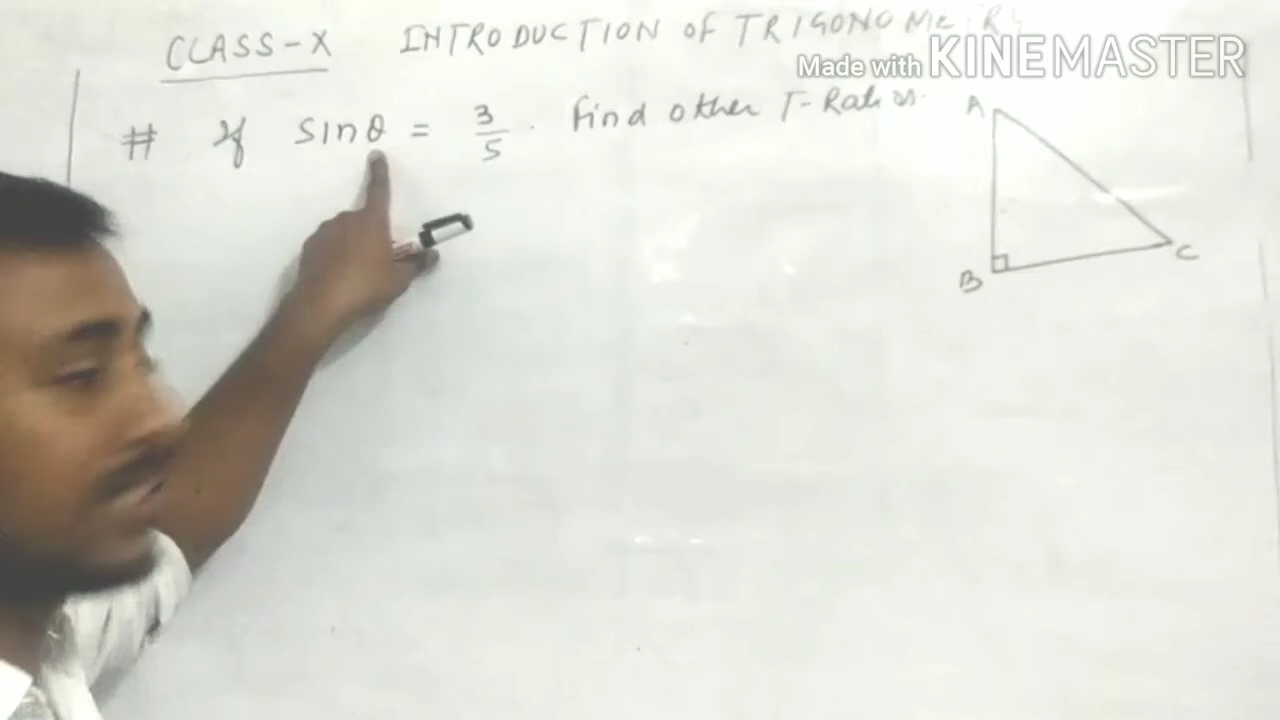 CLASS-X INTRODUCTION OF TRIGONOMETRY
Made with KINEMASTER
# If sinθ = 3/5 . find other T-Ratios.
A
B
C